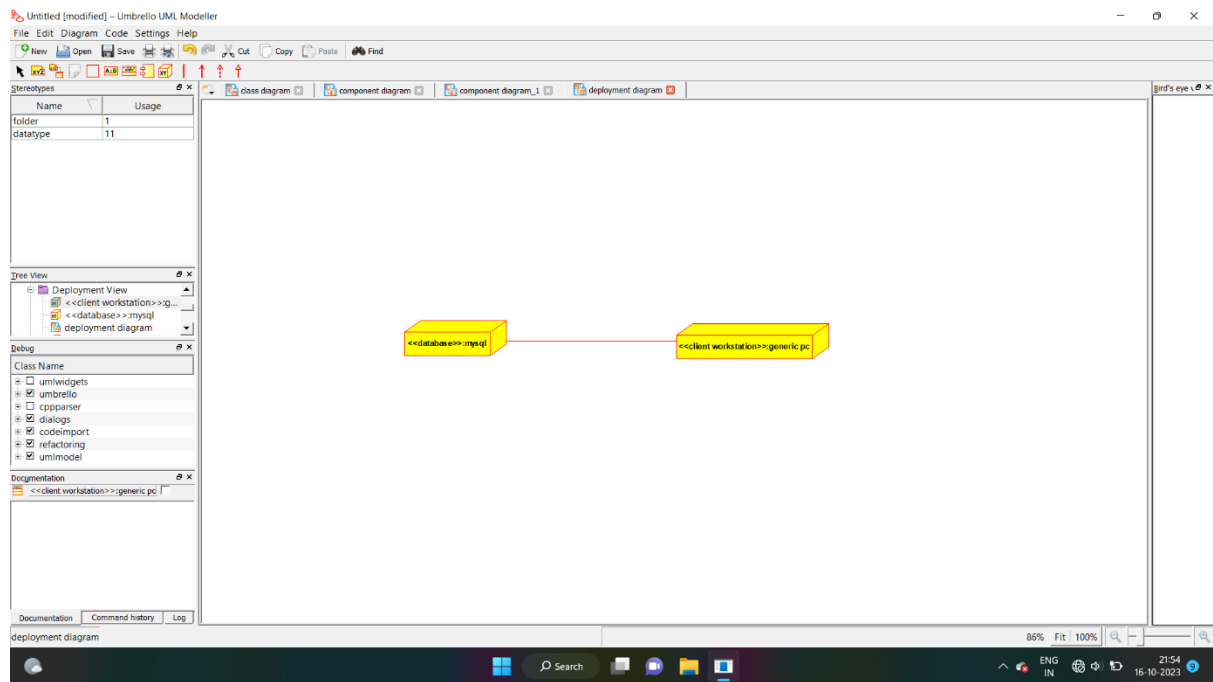 Untitled [modified] – Umbrello UML Modeller
File Edit Diagram Code Settings Help
New Open Save Cut Copy Paste Find
Stereotypes
class diagram component diagram component diagram_1 deployment diagram
Bird's eye v
Name Usage
folder 1
datatype 11
Tree View
Deployment View
<<client workstation>>:g...
<<database>>:mysql
deployment diagram
<<database>>:mysql
<<client workstation>>:generic pc
Debug
Class Name
umlwidgets
umbrello
cppparser
dialogs
codeimport
refactoring
umlmodel
Documentation
<<client workstation>>:generic pc
Documentation Command history Log
deployment diagram
86% Fit 100%
Search
ENG
IN
21:54
16-10-2023
9